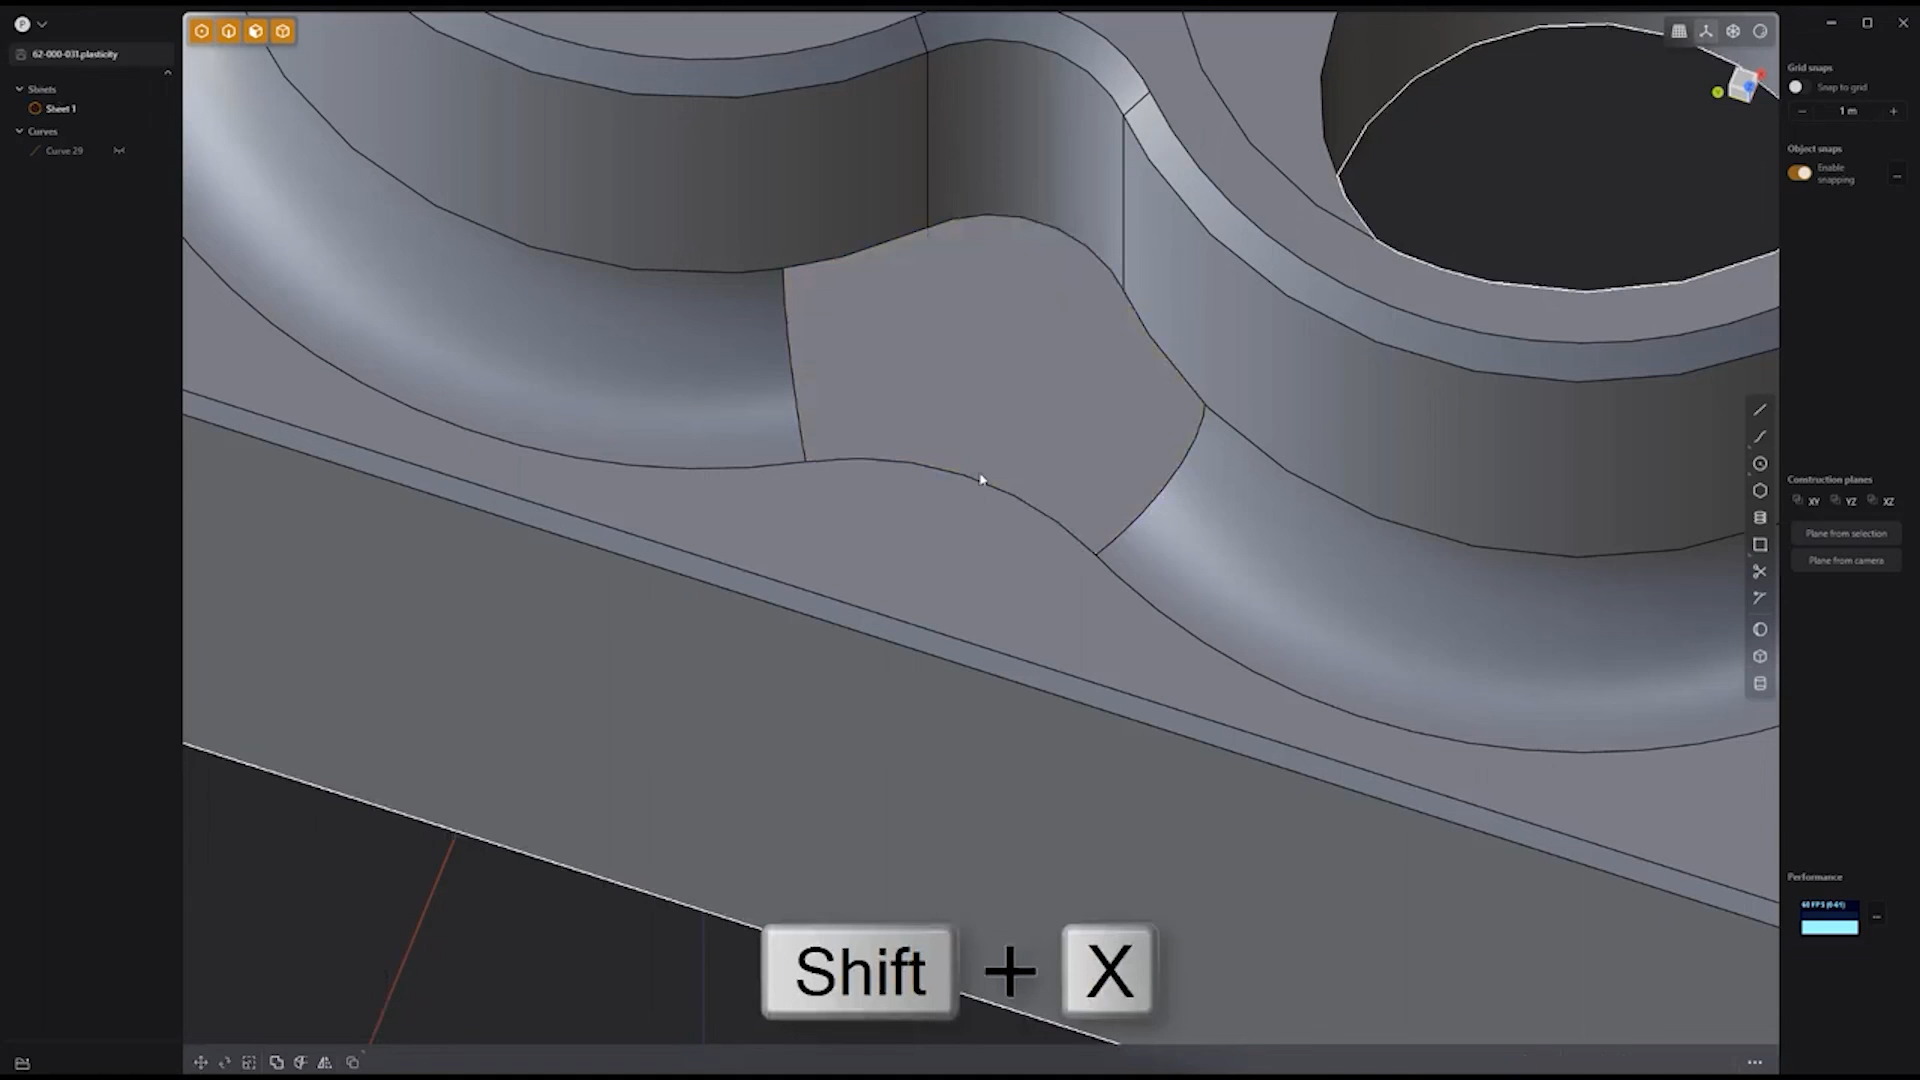 P
62-000-031.plasticity
Sheets
Sheet 1
Curves
Curve 29
Grid snaps
Snap to grid
− 1 m +
Object snaps
Enable
snapping
Construction planes
XY YZ XZ
Plane from selection
Plane from camera
Performance
Shift + X